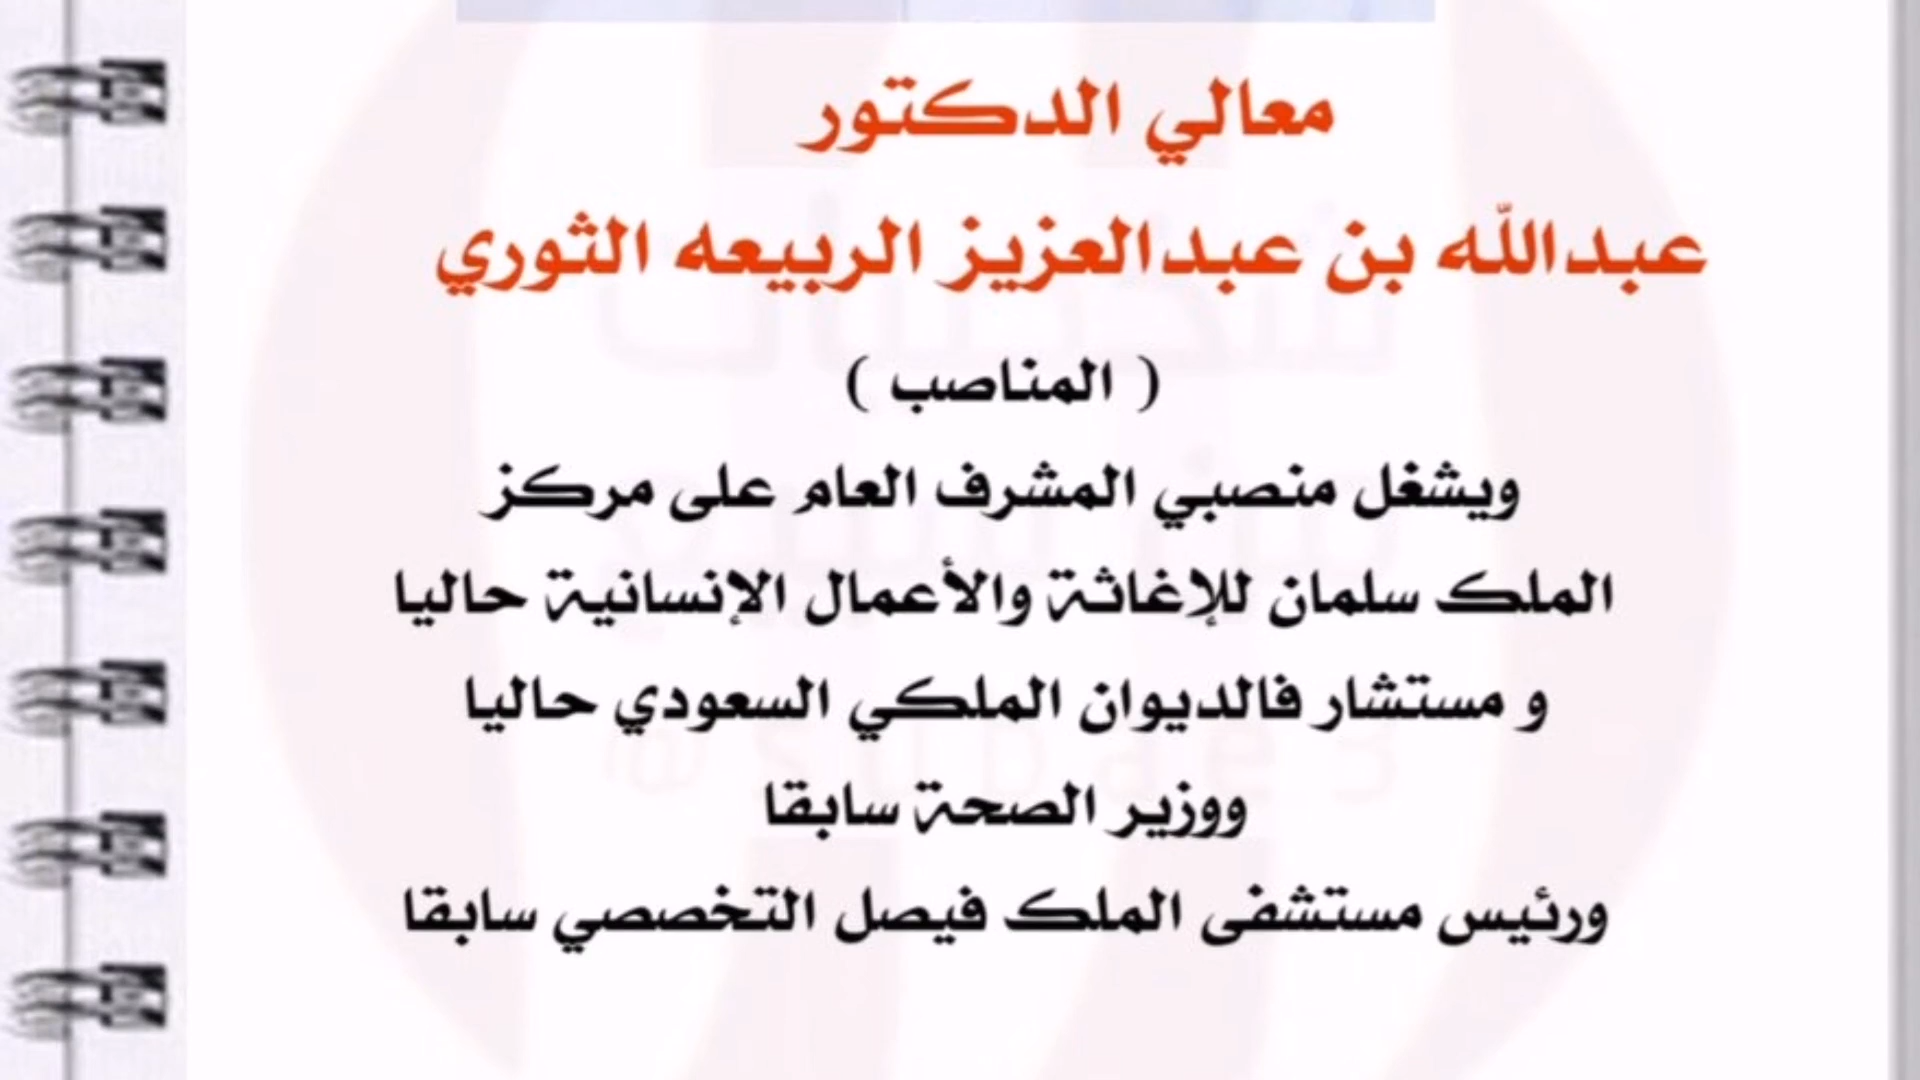 معالي الدكتور
عبدالله بن عبدالعزيز الربيعه الثوري
( المناصب )
ويشغل منصبي المشرف العام على مركز
الملك سلمان للإغاثة والأعمال الإنسانية حاليا
و مستشار فالديوان الملكي السعودي حاليا
ووزير الصحة سابقا
ورئيس مستشفى الملك فيصل التخصصي سابقا